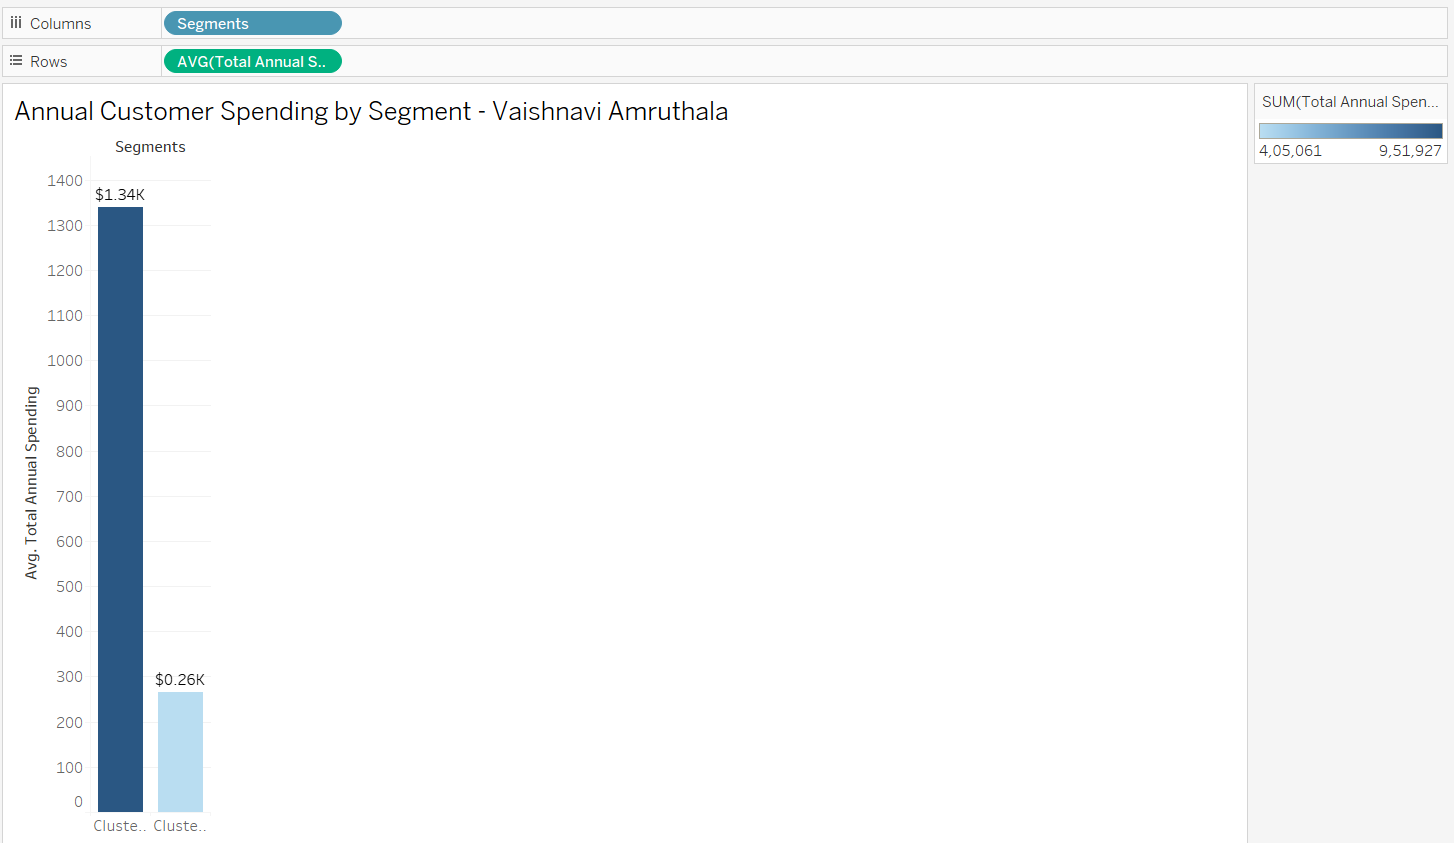 Columns
Segments
Rows
AVG(Total Annual S..
Annual Customer Spending by Segment - Vaishnavi Amruthala
SUM(Total Annual Spen...
4,05,061 9,51,927
Segments
Avg. Total Annual Spending
1400
1300
1200
1100
1000
900
800
700
600
500
400
300
200
100
0
$1.34K
$0.26K
Cluste.. Cluste..